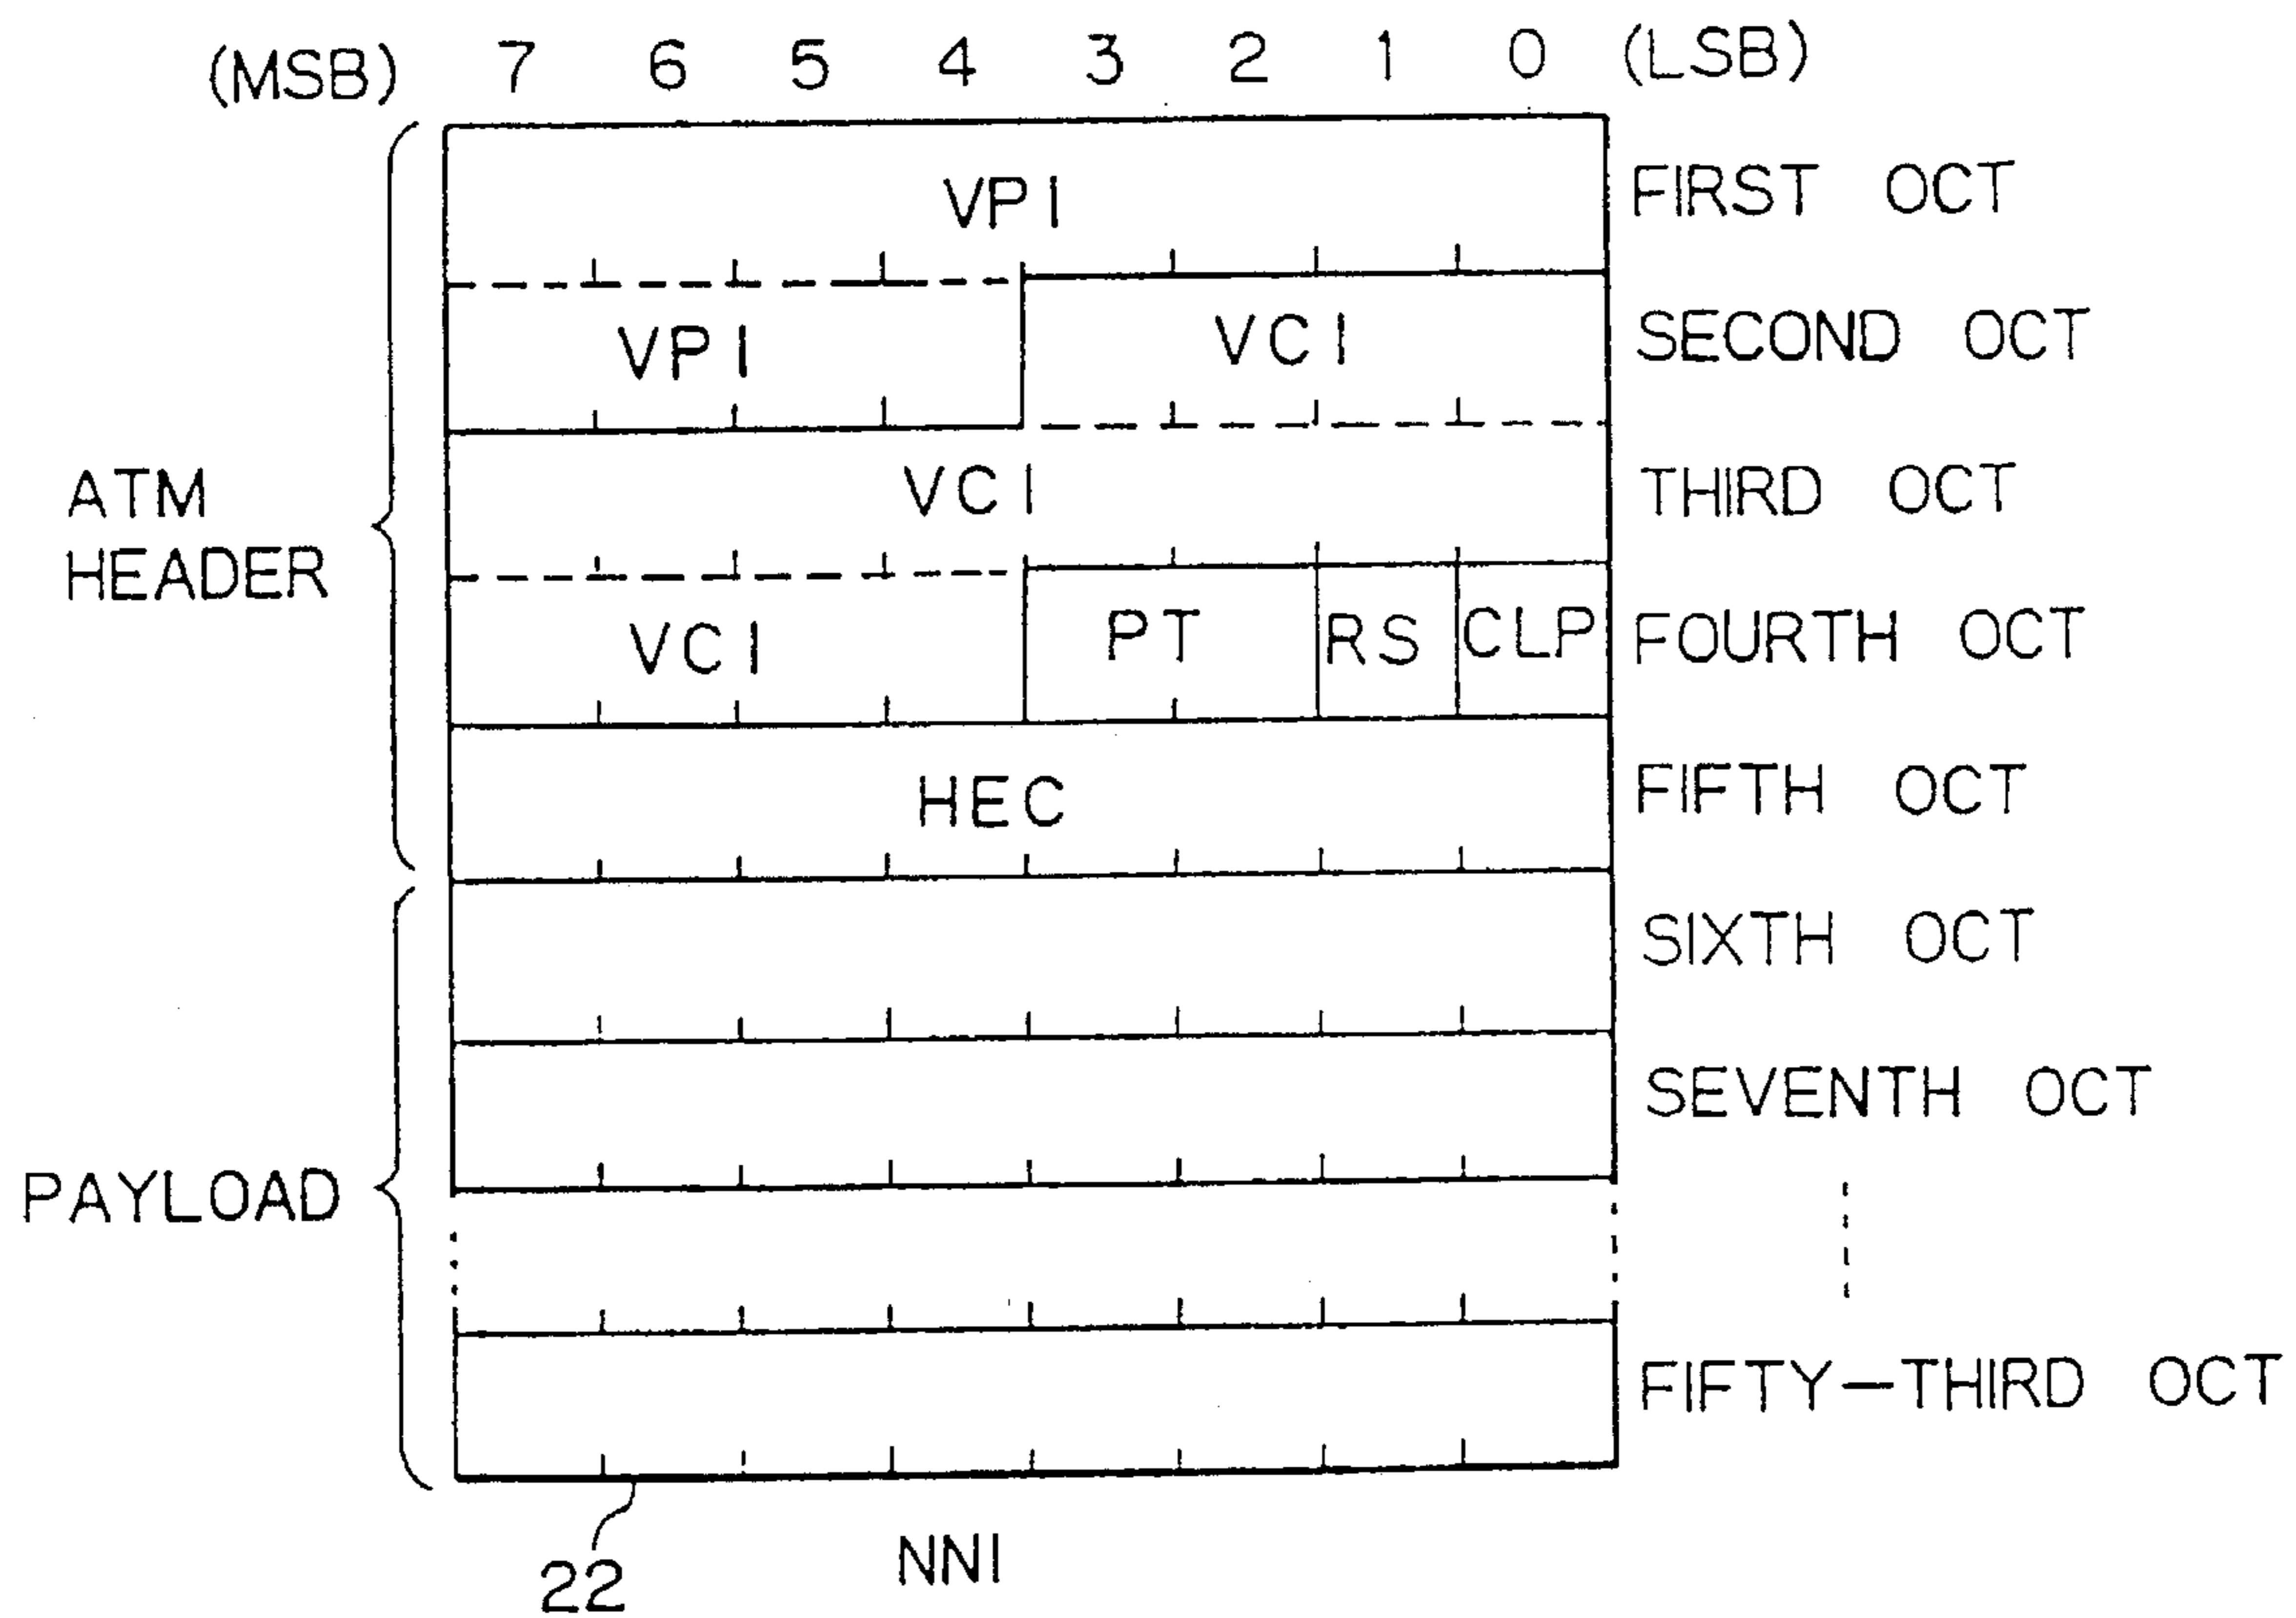 (MSB) 7 6 5 4 3 2 1 0 (LSB)
VPI FIRST OCT
VPI VCI SECOND OCT
ATM HEADER
VCI THIRD OCT
VCI PT RS CLP FOURTH OCT
HEC FIFTH OCT
SIXTH OCT
SEVENTH OCT
PAYLOAD
FIFTY-THIRD OCT
22 NNI